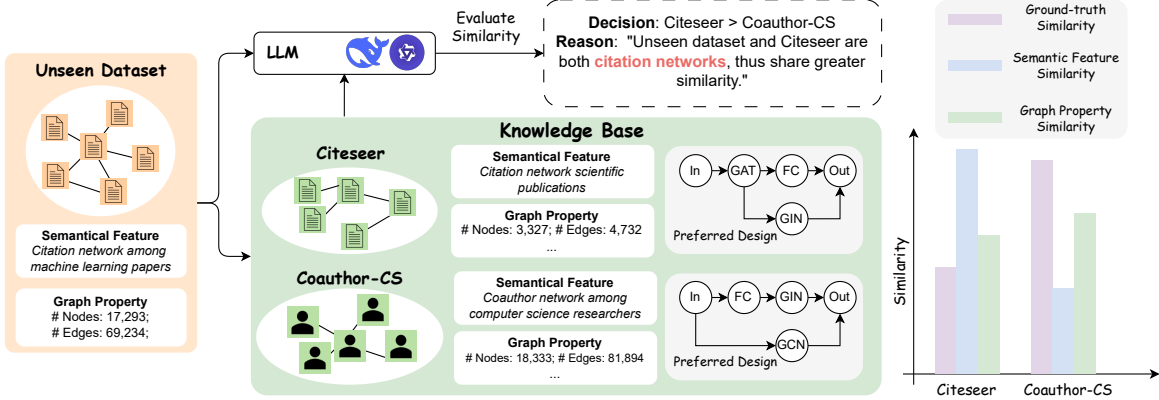 Unseen Dataset
Semantical Feature
Citation network among
machine learning papers
Graph Property
# Nodes: 17,293;
# Edges: 69,234;
LLM
Evaluate
Similarity
Decision: Citeseer > Coauthor-CS
Reason: "Unseen dataset and Citeseer are
both citation networks, thus share greater
similarity."
Knowledge Base
Citeseer
Semantical Feature
Citation network scientific
publications
Graph Property
# Nodes: 3,327; # Edges: 4,732
...
In
GAT
FC
Out
GIN
Preferred Design
Coauthor-CS
Semantical Feature
Coauthor network among
computer science researchers
Graph Property
# Nodes: 18,333; # Edges: 81,894
...
In
FC
GIN
Out
GCN
Preferred Design
Ground-truth
Similarity
Semantic Feature
Similarity
Graph Property
Similarity
Similarity
Citeseer
Coauthor-CS